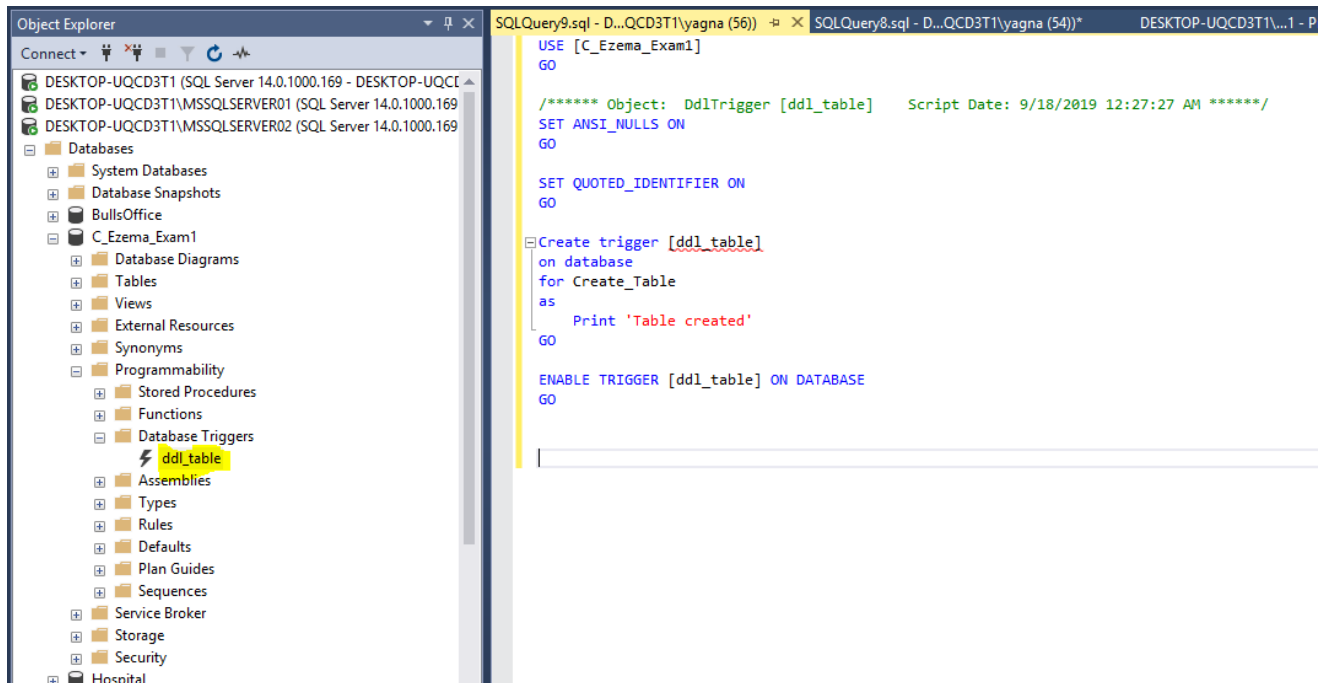 Object Explorer
Connect
DESKTOP-UQCD3T1 (SQL Server 14.0.1000.169 - DESKTOP-UQCD
DESKTOP-UQCD3T1\MSSQLSERVER01 (SQL Server 14.0.1000.169
DESKTOP-UQCD3T1\MSSQLSERVER02 (SQL Server 14.0.1000.169
Databases
System Databases
Database Snapshots
BullsOffice
C_Ezema_Exam1
Database Diagrams
Tables
Views
External Resources
Synonyms
Programmability
Stored Procedures
Functions
Database Triggers
ddl_table
Assemblies
Types
Rules
Defaults
Plan Guides
Sequences
Service Broker
Storage
Security
Hospital
SQLQuery9.sql - D...QCD3T1\yagna (56)) SQLQuery8.sql - D...QCD3T1\yagna (54))* DESKTOP-UQCD3T1\...1 - P
USE [C_Ezema_Exam1]
GO
/****** Object:  DdlTrigger [ddl_table]    Script Date: 9/18/2019 12:27:27 AM ******/
SET ANSI_NULLS ON
GO
SET QUOTED_IDENTIFIER ON
GO
Create trigger [ddl_table]
on database
for Create_Table
as
Print 'Table created'
GO
ENABLE TRIGGER [ddl_table] ON DATABASE
GO